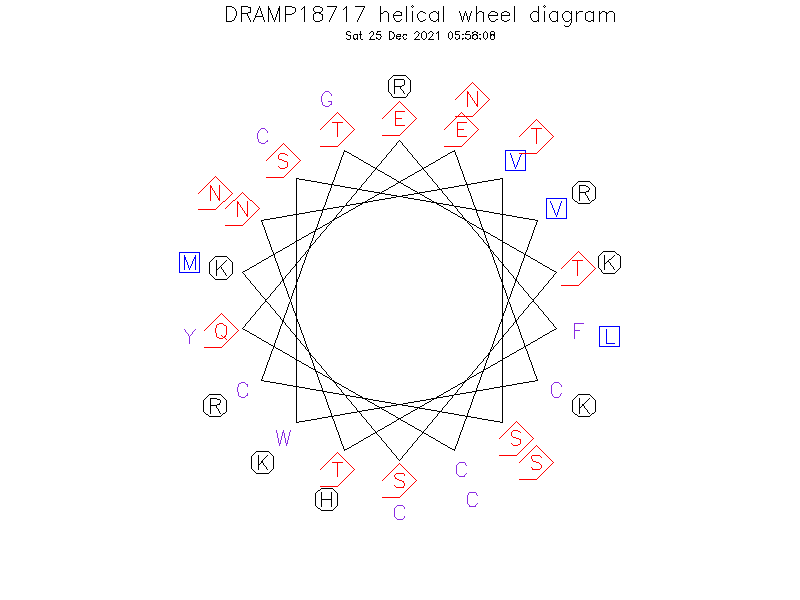 DRAMP18717 helical wheel diagram
Sat 25 Dec 2021 05:58:08
R
G N
T E E
C T
S V
N N V R
M K T K
Y Q F L
R C C K
W S
K T S
S C
H C
C